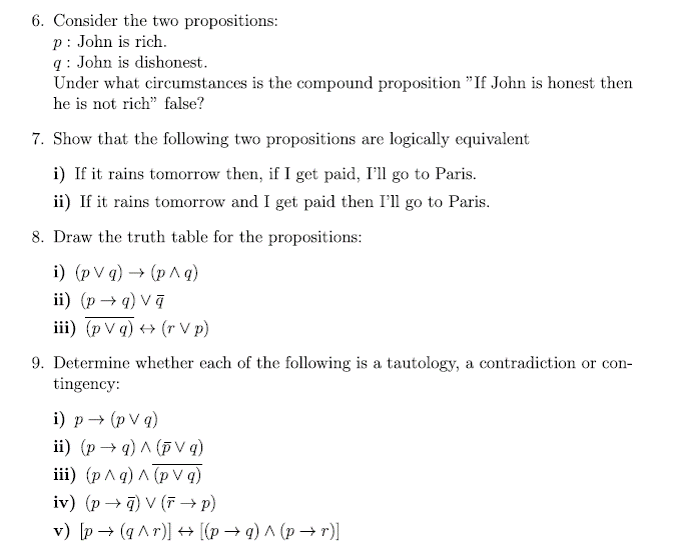 6. Consider the two propositions:
p : John is rich.
q : John is dishonest.
Under what circumstances is the compound proposition ”If John is honest then
he is not rich” false?
7. Show that the following two propositions are logically equivalent
i) If it rains tomorrow then, if I get paid, I’ll go to Paris.
ii) If it rains tomorrow and I get paid then I’ll go to Paris.
8. Draw the truth table for the propositions:
i) (p ∨ q) → (p ∧ q)
ii) (p → q) ∨ q̅
iii) \overline{(p ∨ q)} ↔ (r ∨ p)
9. Determine whether each of the following is a tautology, a contradiction or con-
tingency:
i) p → (p ∨ q)
ii) (p → q) ∧ (p̅ ∨ q)
iii) (p ∧ q) ∧ \overline{(p ∨ q)}
iv) (p → q̅) ∨ (r̅ → p)
v) [p → (q ∧ r)] ↔ [(p → q) ∧ (p → r)]